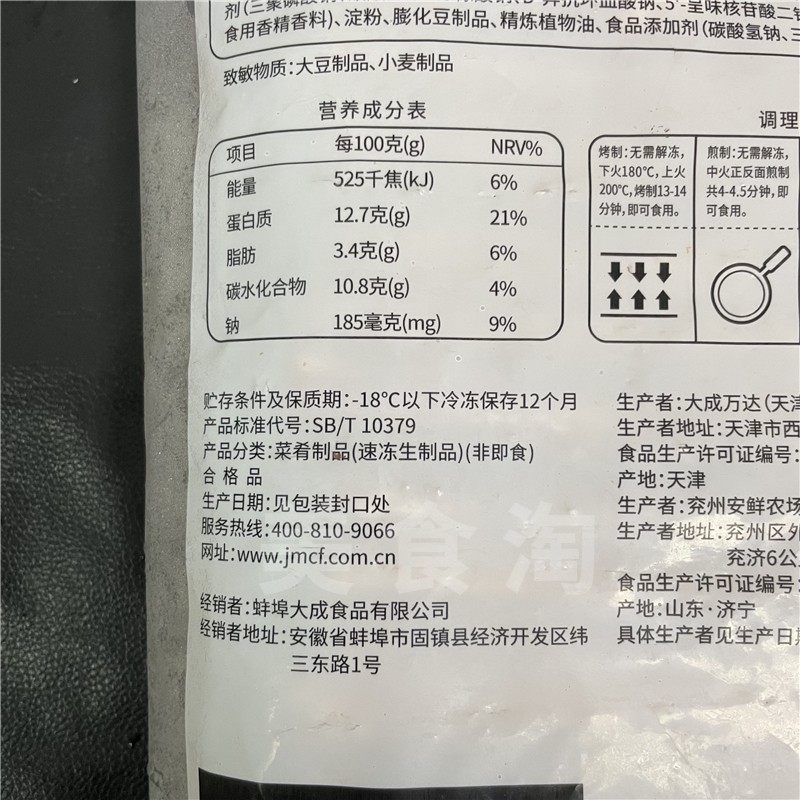 食用香精香料)、淀粉、膨化豆制品、精炼植物油、食品添加剂(碳酸氢钠、三
致敏物质:大豆制品、小麦制品
营养成分表
项目 每100克(g) NRV%
能量 525千焦(kJ) 6%
蛋白质 12.7克(g) 21%
脂肪 3.4克(g) 6%
碳水化合物 10.8克(g) 4%
钠 185毫克(mg) 9%
调理
烤制:无需解冻,
下火180℃,上火
200℃,烤制13-14
分钟,即可食用。
煎制:无需解冻,
中火正反面煎制
共4-4.5分钟,即
可食用。
贮存条件及保质期:-18℃以下冷冻保存12个月
产品标准代号:SB/T 10379
产品分类:菜肴制品(速冻生制品)(非即食)
合格品
生产日期:见包装封口处
服务热线:400-810-9066
网址:www.jmcf.com.cn
经销者:蚌埠大成食品有限公司
经销者地址:安徽省蚌埠市固镇县经济开发区纬
三东路1号
生产者:大成万达(天津
生产者地址:天津市西
食品生产许可证编号:
产地:天津
生产者:兖州安鲜农场
生产者地址:兖州区外
兖济6公
食品生产许可证编号:
产地:山东·济宁
具体生产者见生产日期
美食淘